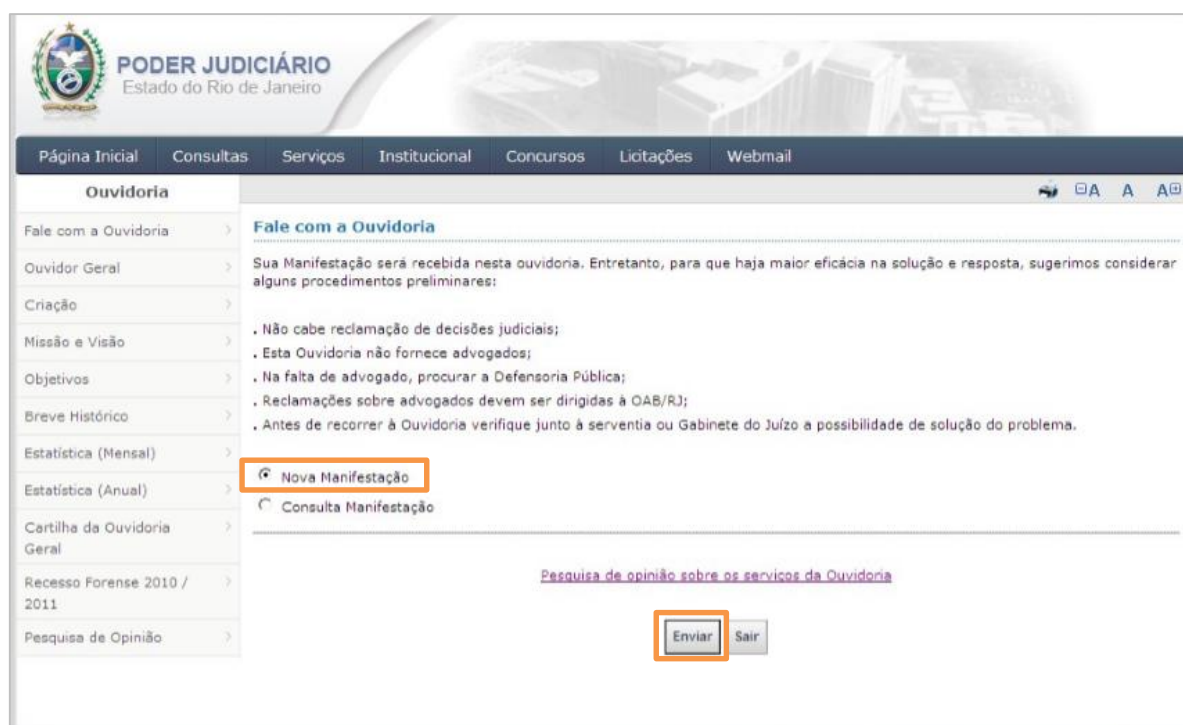 PODER JUDICIÁRIO
Estado do Rio de Janeiro
Página Inicial Consultas Serviços Institucional Concursos Licitações Webmail
Ouvidoria
A A A
Fale com a Ouvidoria
Ouvidor Geral
Criação
Missão e Visão
Objetivos
Breve Histórico
Estatística (Mensal)
Estatística (Anual)
Cartilha da Ouvidoria
Geral
Recesso Forense 2010 /
2011
Pesquisa de Opinião
Fale com a Ouvidoria
Sua Manifestação será recebida nesta ouvidoria. Entretanto, para que haja maior eficácia na solução e resposta, sugerimos considerar
alguns procedimentos preliminares:
. Não cabe reclamação de decisões judiciais;
. Esta Ouvidoria não fornece advogados;
. Na falta de advogado, procurar a Defensoria Pública;
. Reclamações sobre advogados devem ser dirigidas à OAB/RJ;
. Antes de recorrer à Ouvidoria verifique junto à serventia ou Gabinete do Juízo a possibilidade de solução do problema.
Nova Manifestação
Consulta Manifestação
Pesquisa de opinião sobre os serviços da Ouvidoria
Enviar Sair